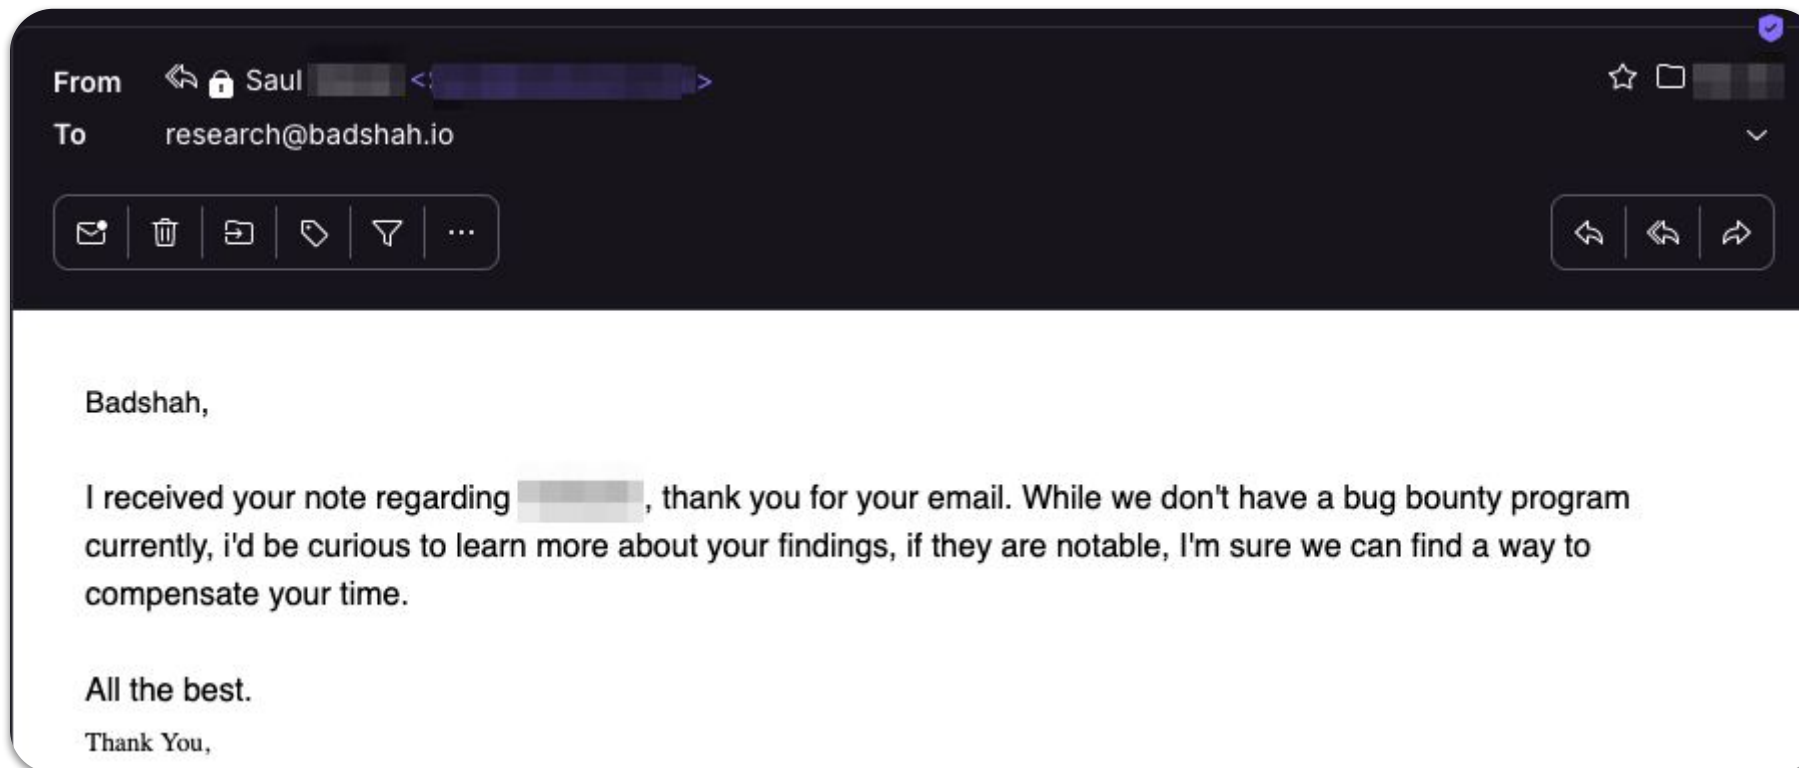 From Saul
To research@badshah.io
Badshah,
I received your note regarding , thank you for your email. While we don't have a bug bounty program
currently, i'd be curious to learn more about your findings, if they are notable, I'm sure we can find a way to
compensate your time.
All the best.
Thank You,